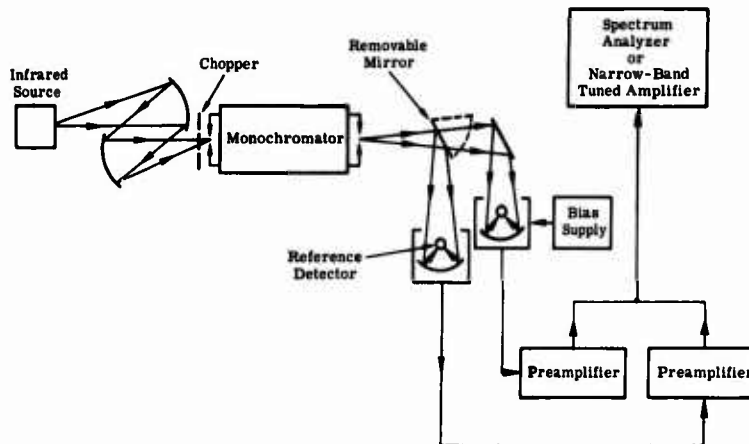 Infrared
Source
Chopper
Monochromator
Removable
Mirror
Reference
Detector
Bias
Supply
Spectrum
Analyzer
or
Narrow-Band
Tuned Amplifier
Preamplifier
Preamplifier